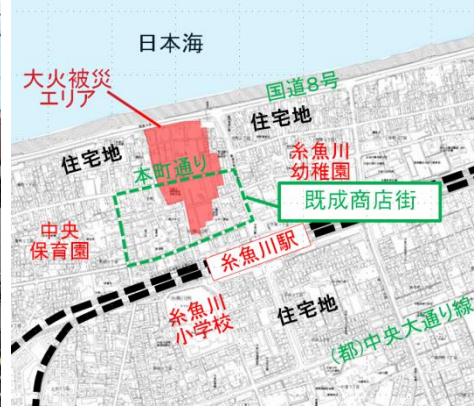 日本海
大火被災
エリア
国道8号
住宅地
住宅地
本町通り
糸魚川
幼稚園
既成商店街
中央
保育園
糸魚川駅
糸魚川
小学校
住宅地
(都)中央大通り線